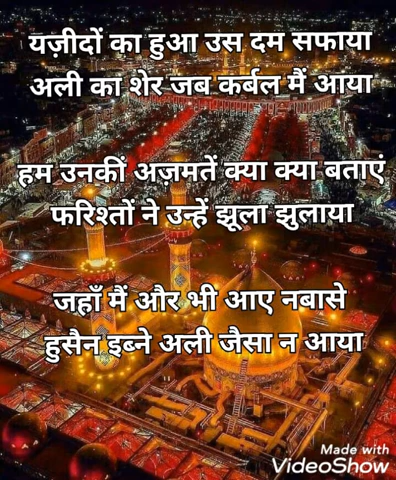 यज़ीदों का हुआ उस दम सफाया
अली का शेर जब कर्बल मैं आया
हम उनकीं अज़मतें क्या क्या बताएं
फरिश्तों ने उन्हें झूला झुलाया
जहाँ मैं और भी आए नबासे
हुसैन इब्ने अली जैसा न आया
Made with
VideoShow